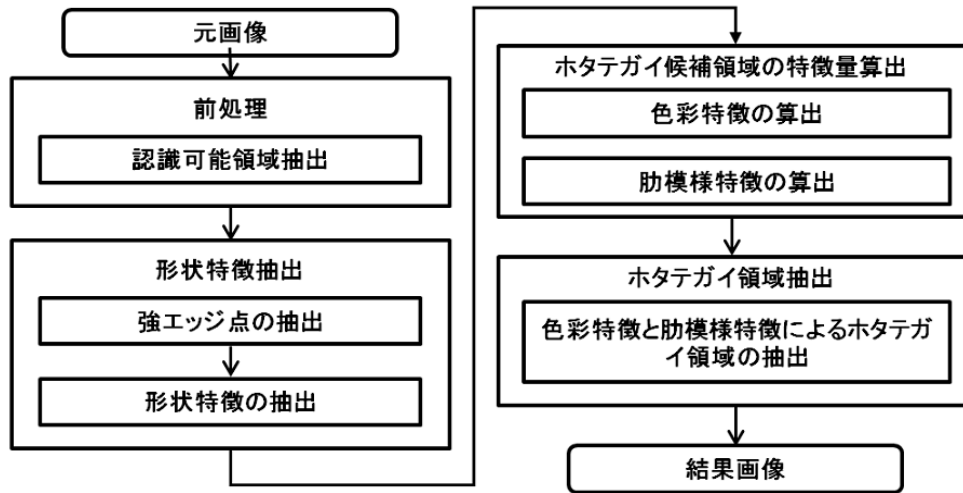 元画像
前処理
認識可能領域抽出
形状特徴抽出
強エッジ点の抽出
形状特徴の抽出
ホタテガイ候補領域の特徴量算出
色彩特徴の算出
肋模様特徴の算出
ホタテガイ領域抽出
色彩特徴と肋模様特徴によるホタテガ
イ領域の抽出
結果画像